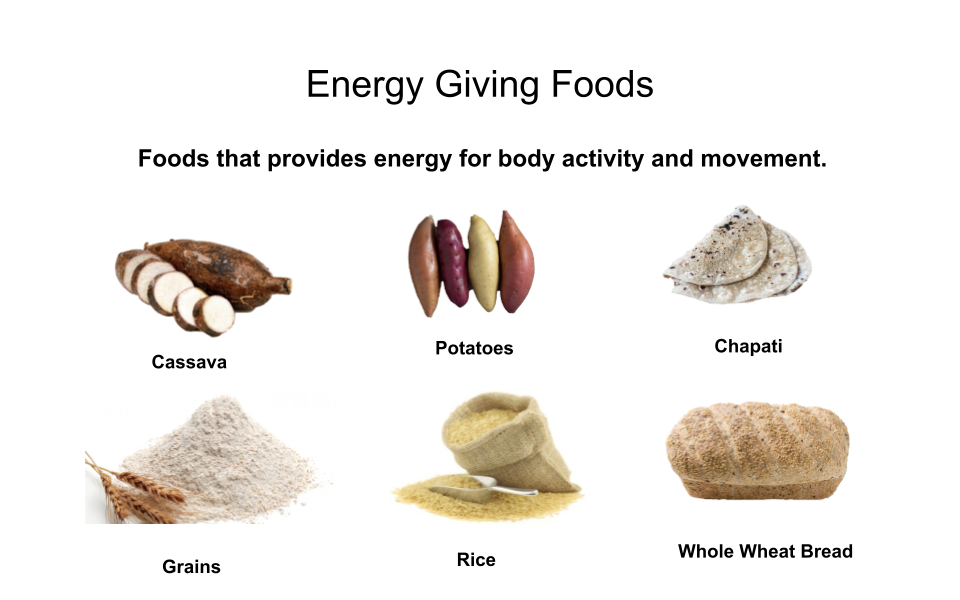 Energy Giving Foods
Foods that provides energy for body activity and movement.
Cassava
Potatoes
Chapati
Grains
Rice
Whole Wheat Bread